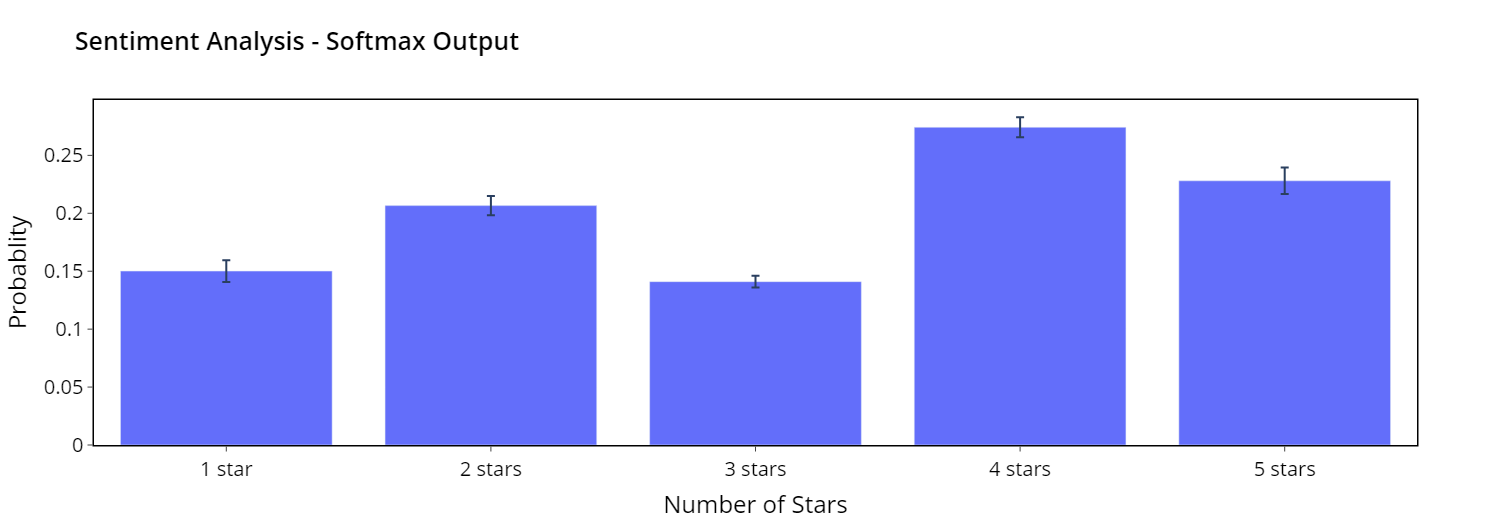 Sentiment Analysis - Softmax Output
Probablity
0.25
0.2
0.15
0.1
0.05
0
1 star 2 stars 3 stars 4 stars 5 stars
Number of Stars